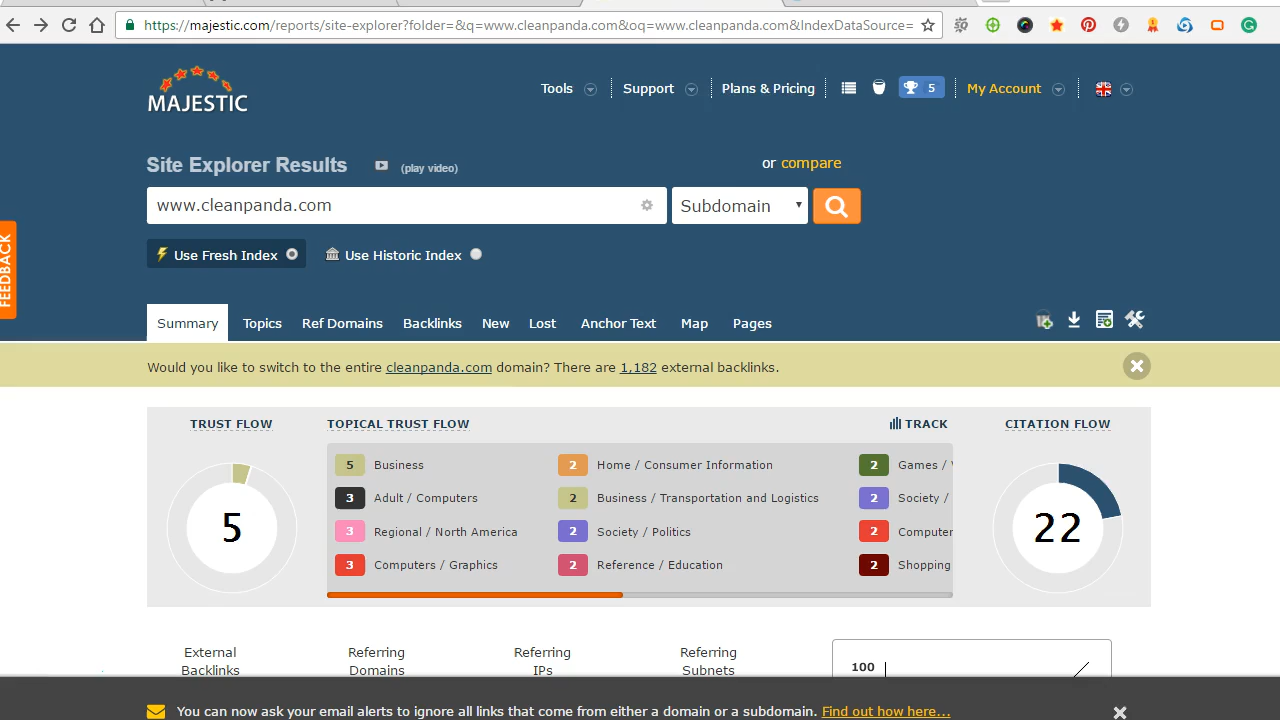 https://majestic.com/reports/site-explorer?folder=&q=www.cleanpanda.com&oq=www.cleanpanda.com&IndexDataSource=
MAJESTIC
Tools Support Plans & Pricing 5 My Account
Site Explorer Results (play video) or compare
www.cleanpanda.com Subdomain
FEEDBACK
Use Fresh Index Use Historic Index
Summary Topics Ref Domains Backlinks New Lost Anchor Text Map Pages
Would you like to switch to the entire cleanpanda.com domain? There are 1,182 external backlinks.
TRUST FLOW TOPICAL TRUST FLOW TRACK CITATION FLOW
5 Business 2 Home / Consumer Information 2 Games /
3 Adult / Computers 2 Business / Transportation and Logistics 2 Society /
5 22
3 Regional / North America 2 Society / Politics 2 Computer
3 Computers / Graphics 2 Reference / Education 2 Shopping
External Referring Referring Referring
Backlinks Domains IPs Subnets
100
You can now ask your email alerts to ignore all links that come from either a domain or a subdomain. Find out how here...